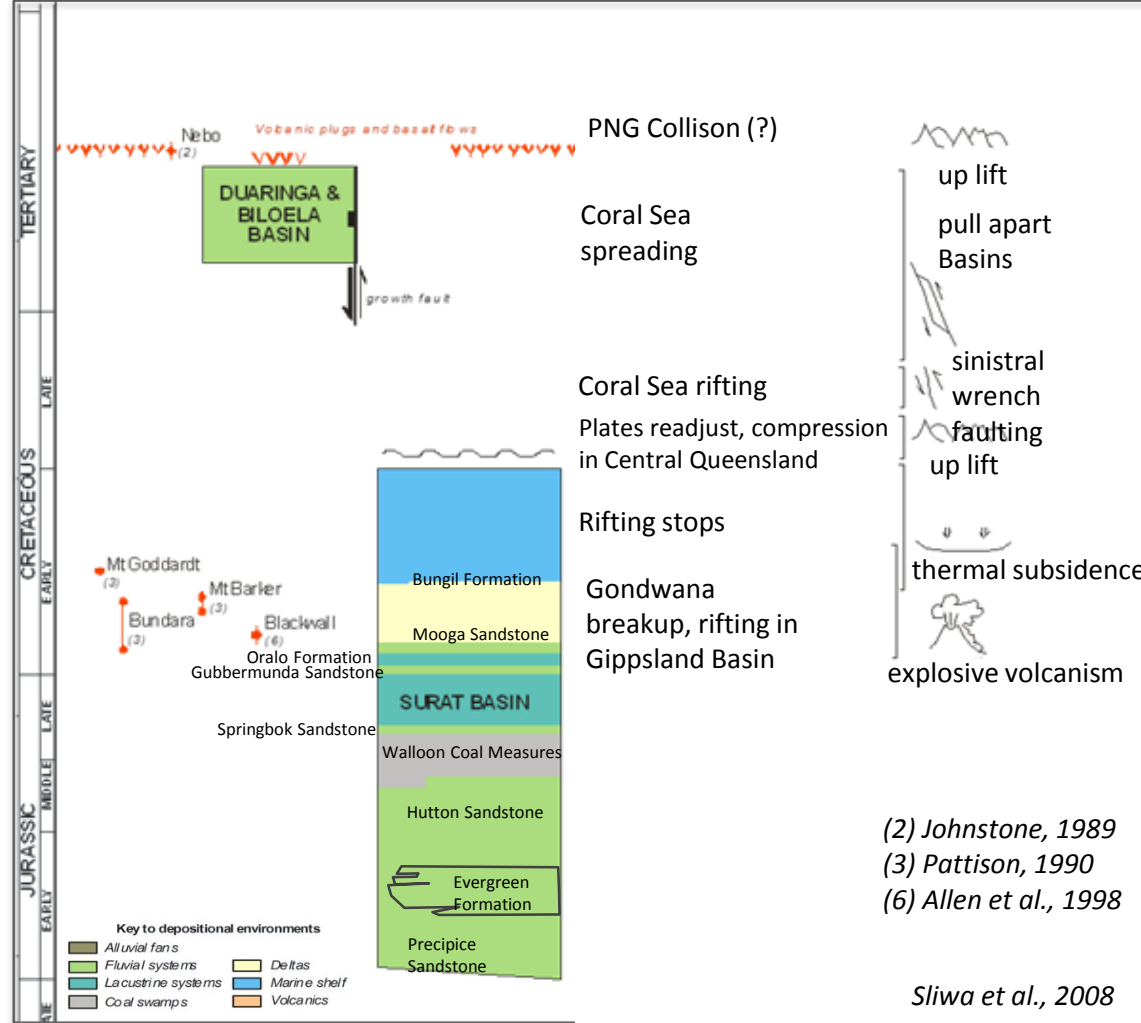 TERTIARY
CRETACEOUS
LATE
EARLY
JURASSIC
LATE
MIDDLE
EARLY
Nebo
(2)
Volcanic plugs and basalt flows
DUARINGA &
BILOELA
BASIN
growth fault
Mt Goddardt
(3)
Bundara
(3)
Mt Barker
(3)
Blackwall
(6)
Bungil Formation
Mooga Sandstone
Oralo Formation
Gubbermunda Sandstone
SURAT BASIN
Springbok Sandstone
Walloon Coal Measures
Hutton Sandstone
Evergreen
Formation
Precipice
Sandstone
Key to depositional environments
Alluvial fans
Fluvial systems
Lacustrine systems
Coal swamps
Deltas
Marine shelf
Volcanics
PNG Collison (?)
Coral Sea
spreading
Coral Sea rifting
Plates readjust, compression
in Central Queensland
Rifting stops
Gondwana
breakup, rifting in
Gippsland Basin
up lift
pull apart
Basins
sinistral
wrench
faulting
up lift
thermal subsidence
explosive volcanism
(2) Johnstone, 1989
(3) Pattison, 1990
(6) Allen et al., 1998
Sliwa et al., 2008